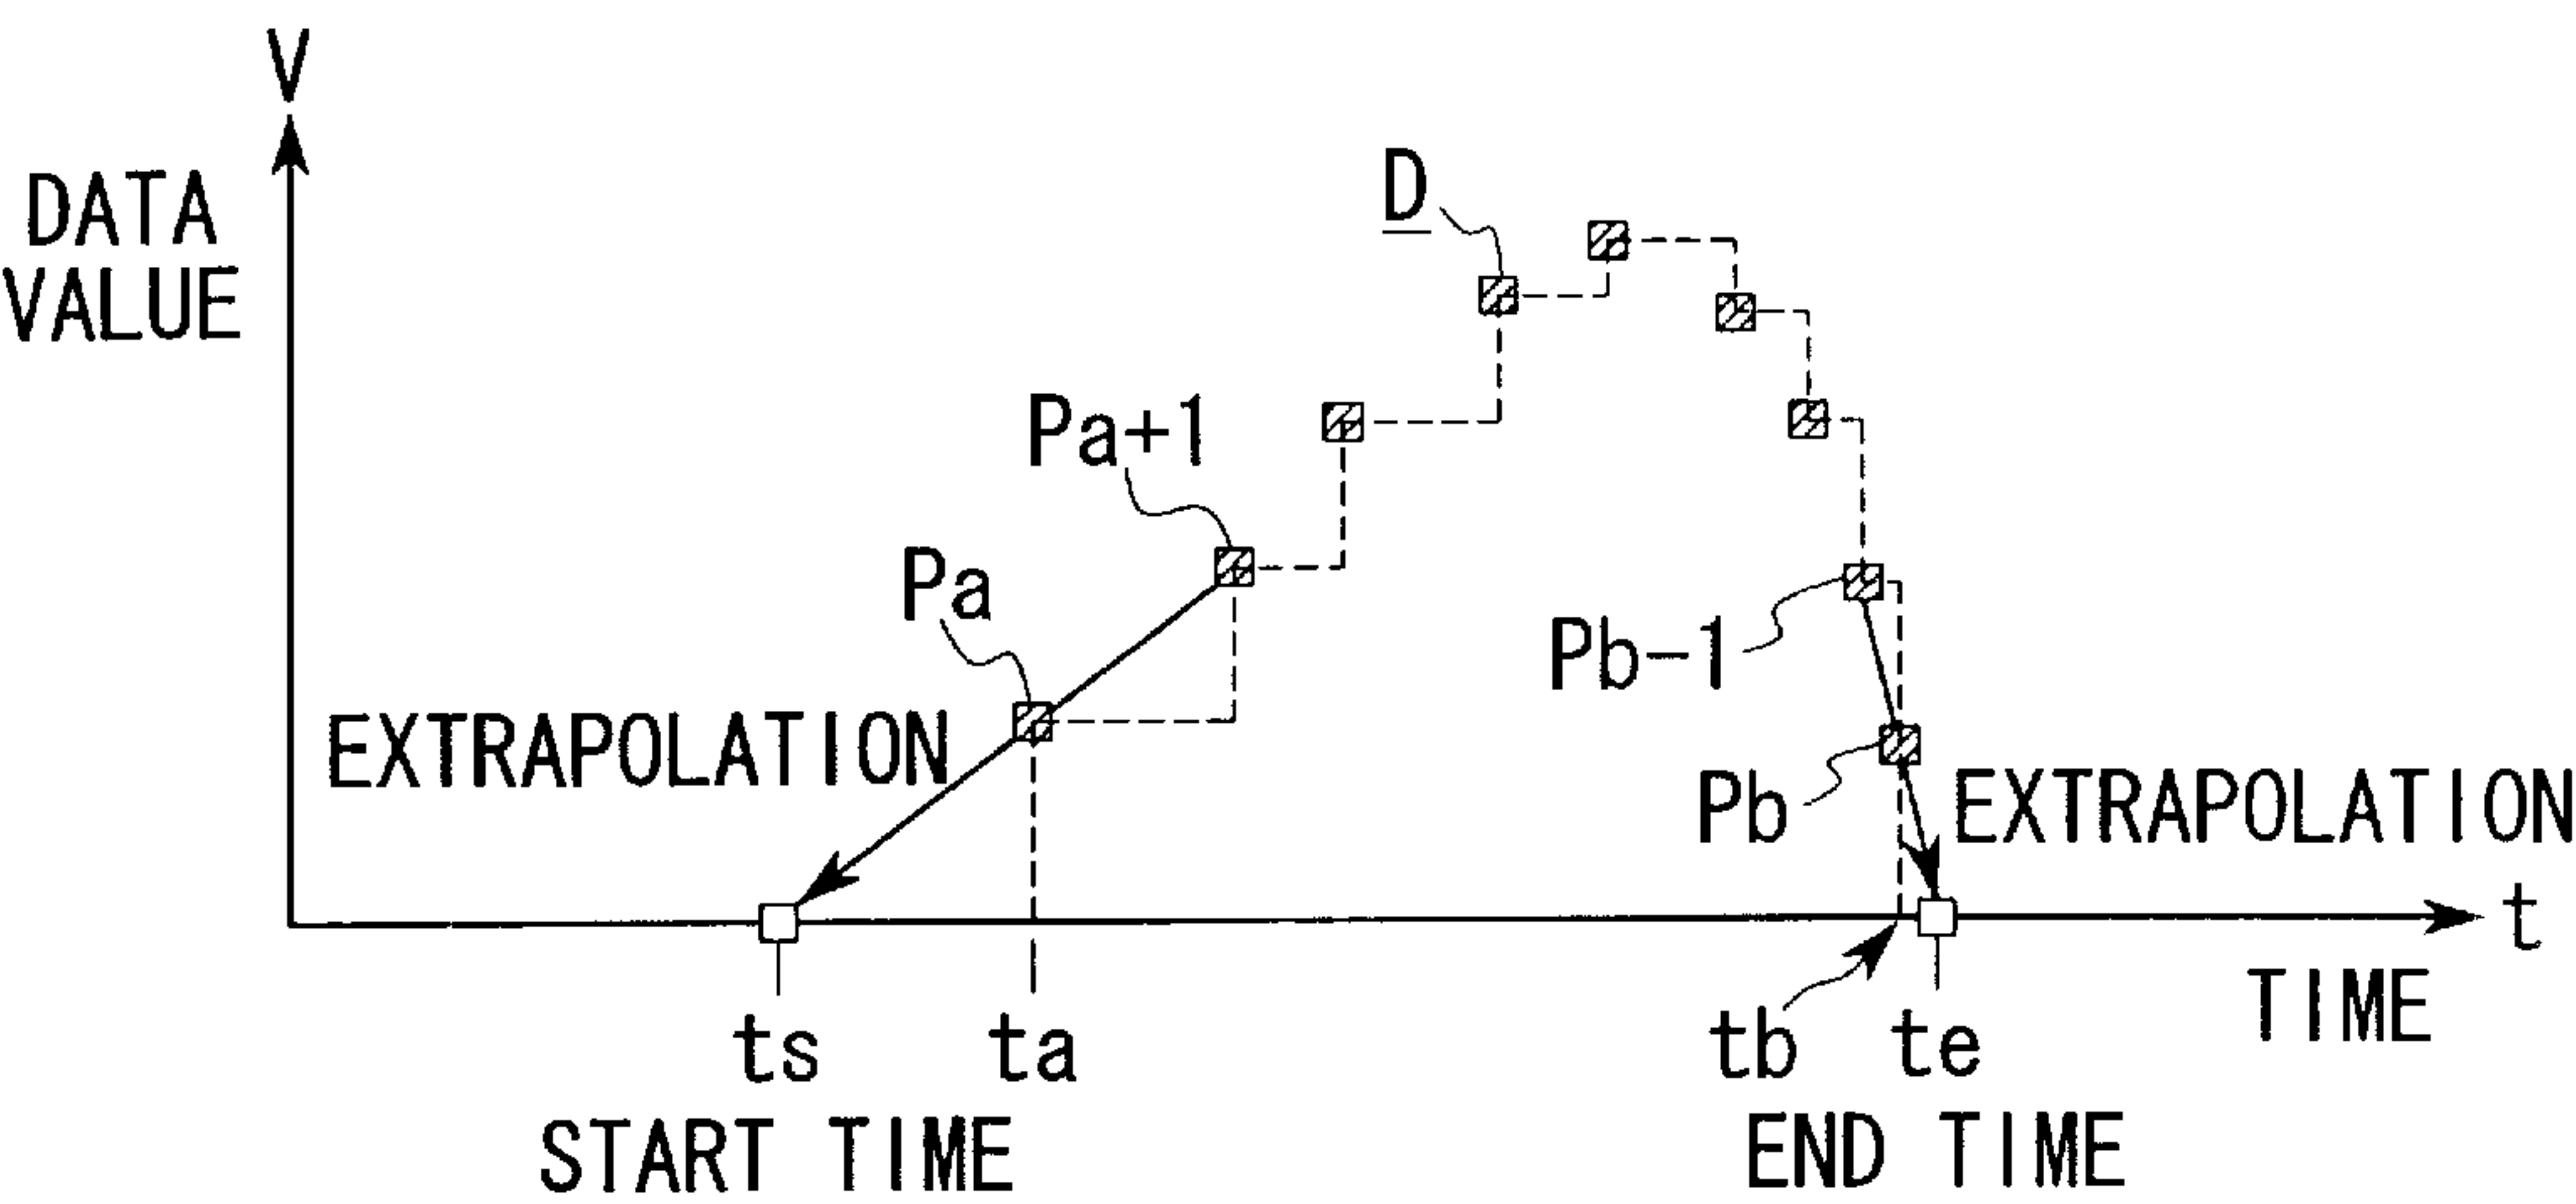 V
DATA
VALUE
D
Pa+1
Pa
Pb-1
EXTRAPOLATION
Pb
EXTRAPOLATION
t
TIME
ts
ta
tb
te
START TIME
END TIME